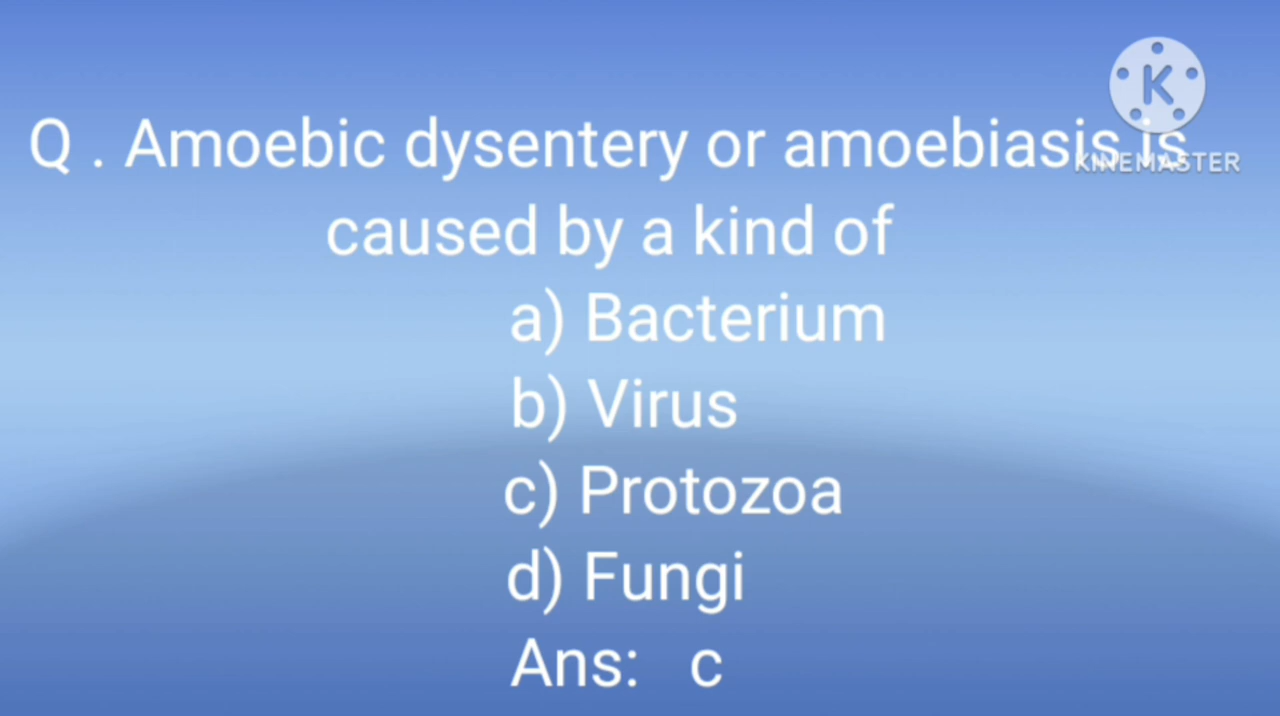 Q . Amoebic dysentery or amoebiasis is
K
KINEMASTER
caused by a kind of
a) Bacterium
b) Virus
c) Protozoa
d) Fungi
Ans: c